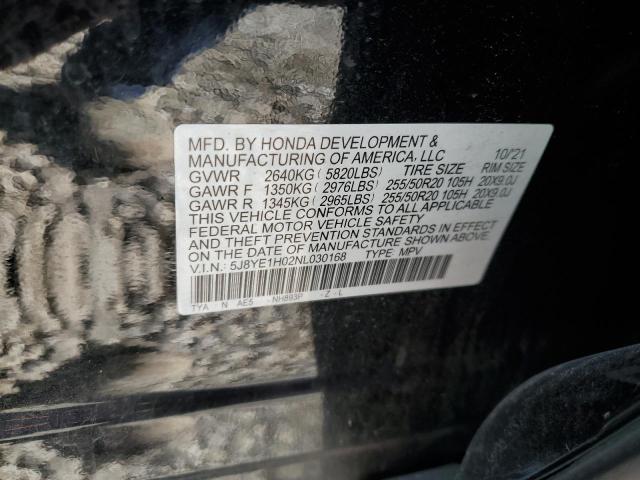 MFD. BY HONDA DEVELOPMENT & 10/'21
MANUFACTURING OF AMERICA, LLC
GVWR 2640KG ( 5820LBS) TIRE SIZE RIM SIZE
GAWR F 1350KG ( 2976LBS) 255/50R20 105H 20X9.0J
GAWR R 1345KG ( 2965LBS) 255/50R20 105H 20X9.0J
THIS VEHICLE CONFORMS TO ALL APPLICABLE
FEDERAL MOTOR VEHICLE SAFETY
AND THEFT PREVENTION STANDARDS IN EFFECT
ON THE DATE OF MANUFACTURE SHOWN ABOVE.
V.I.N.: 5J8YE1H02NL030168 TYPE: MPV
TYA N AE5 - NH893P - Z - L